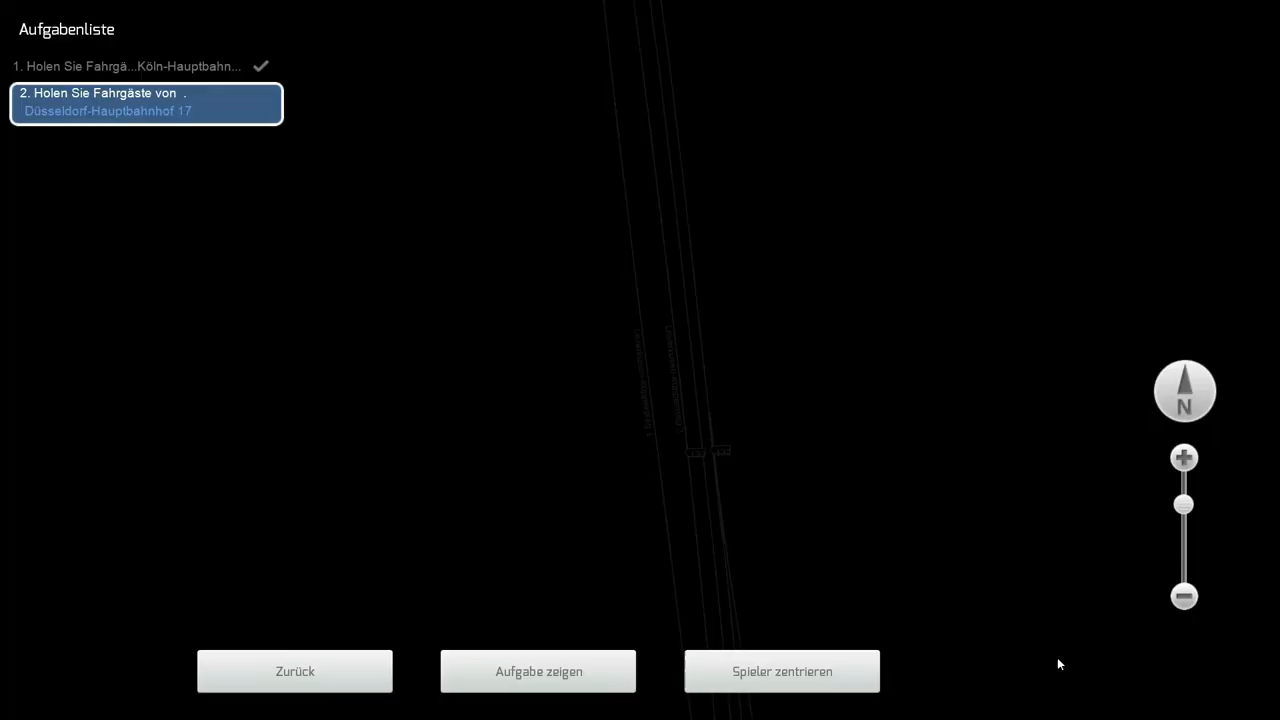 Aufgabenliste
1. Holen Sie Fahrgä...Köln-Hauptbahn...
2. Holen Sie Fahrgäste von .
Düsseldorf-Hauptbahnhof 17
N
Zurück
Aufgabe zeigen
Spieler zentrieren